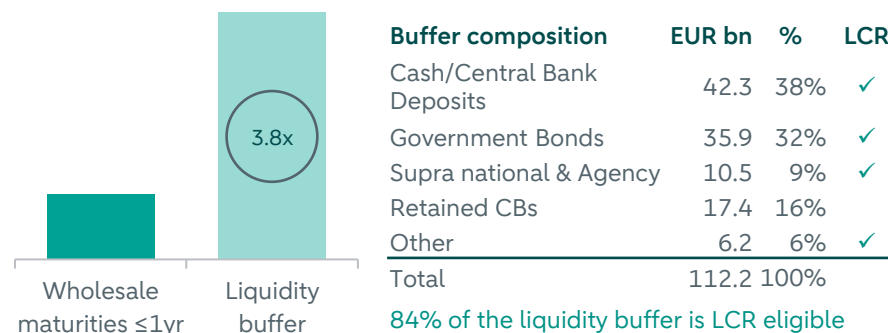 3.8x
Wholesale
maturities ≤1yr
Liquidity
buffer
Buffer composition EUR bn % LCR
Cash/Central Bank
Deposits 42.3 38% ✓
Government Bonds 35.9 32% ✓
Supra national & Agency 10.5 9% ✓
Retained CBs 17.4 16%
Other 6.2 6% ✓
Total 112.2 100%
84% of the liquidity buffer is LCR eligible